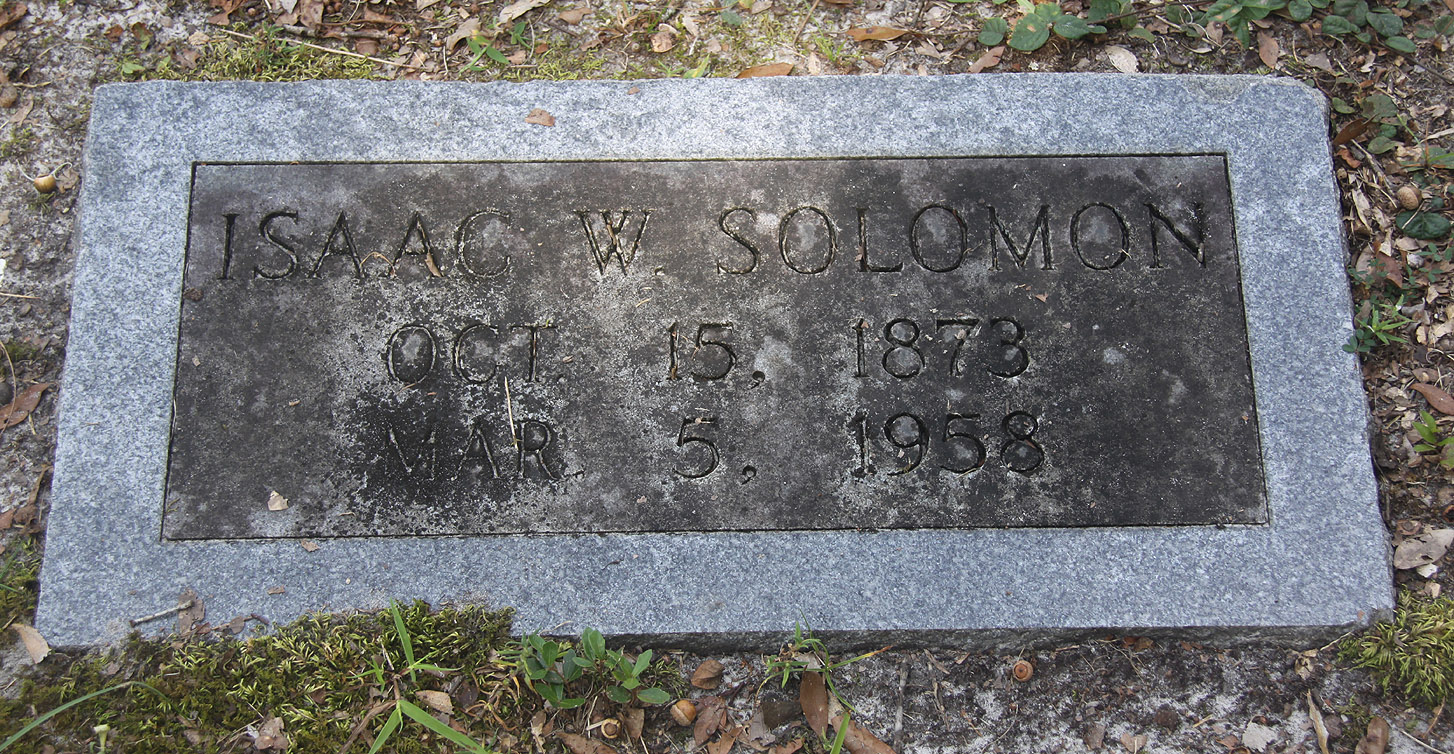 ISAAC W. SOLOMON
OCT. 15, 1873
MAR. 5, 1958